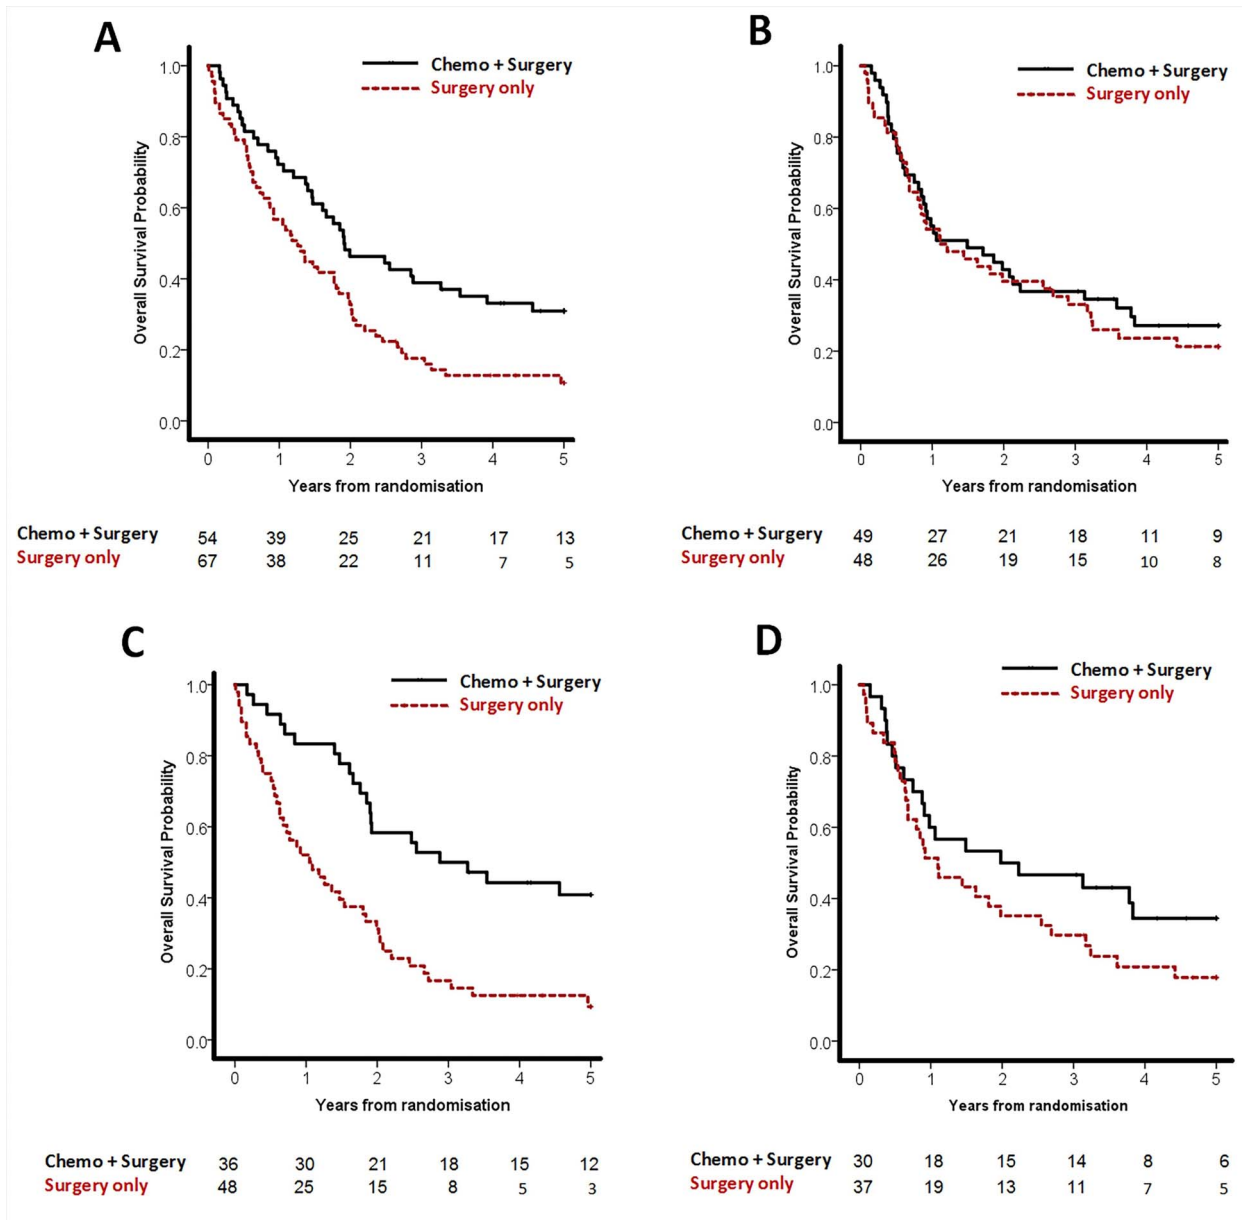 A
Chemo + Surgery
Surgery only
Overall Survival Probability
1.0
0.8
0.6
0.4
0.2
0.0
0 1 2 3 4 5
Years from randomisation
Chemo + Surgery 54 39 25 21 17 13
Surgery only 67 38 22 11 7 5
B
Chemo + Surgery
Surgery only
Overall Survival Probability
1.0
0.8
0.6
0.4
0.2
0.0
0 1 2 3 4 5
Years from randomisation
Chemo + Surgery 49 27 21 18 11 9
Surgery only 48 26 19 15 10 8
C
Chemo + Surgery
Surgery only
Overall Survival Probability
1.0
0.8
0.6
0.4
0.2
0.0
0 1 2 3 4 5
Years from randomisation
Chemo + Surgery 36 30 21 18 15 12
Surgery only 48 25 15 8 5 3
D
Chemo + Surgery
Surgery only
Overall Survival Probability
1.0
0.8
0.6
0.4
0.2
0.0
0 1 2 3 4 5
Years from randomisation
Chemo + Surgery 30 18 15 14 8 6
Surgery only 37 19 13 11 7 5